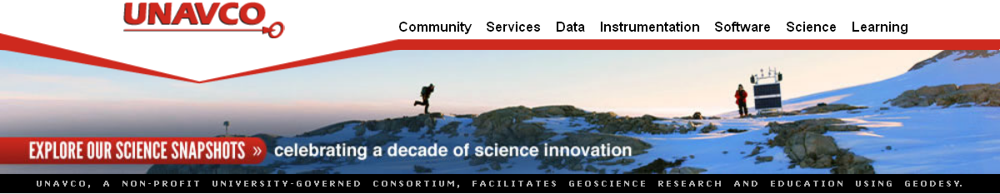 UNAVCO
Community Services Data Instrumentation Software Science Learning
EXPLORE OUR SCIENCE SNAPSHOTS » celebrating a decade of science innovation
UNAVCO, A NON-PROFIT UNIVERSITY-GOVERNED CONSORTIUM, FACILITATES GEOSCIENCE RESEARCH AND EDUCATION USING GEODESY.